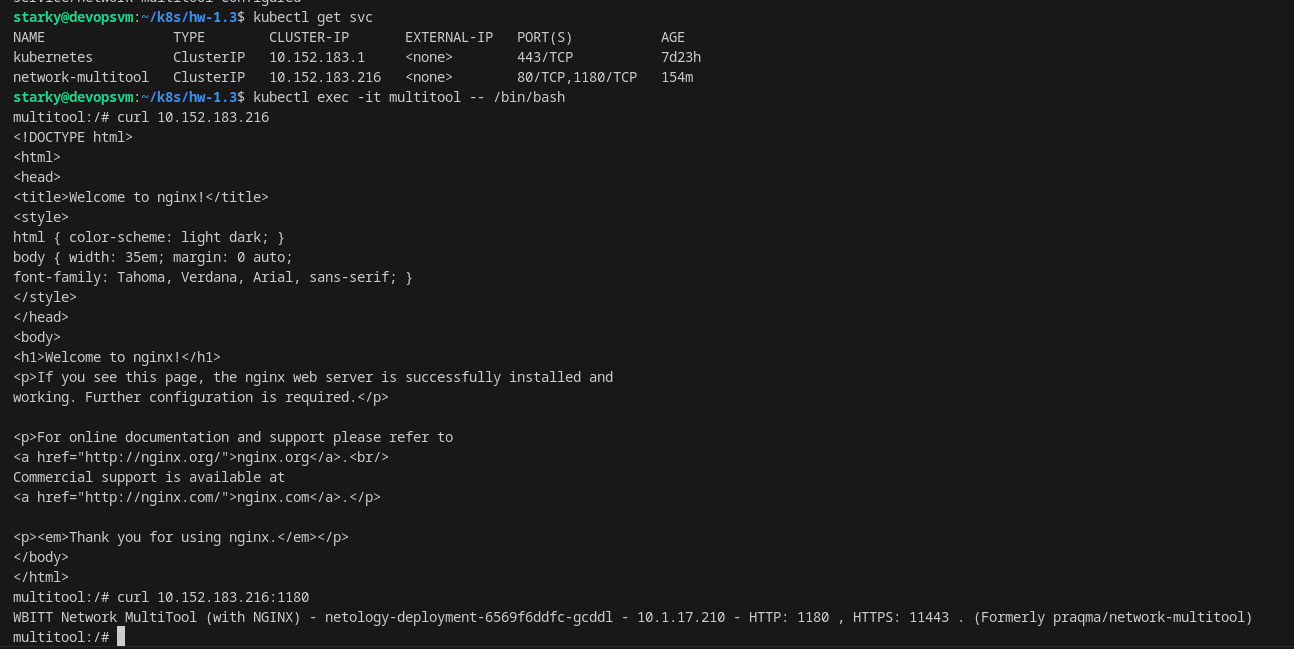 service/network-multitool configured
starky@devopsvm:~/k8s/hw-1.3$ kubectl get svc
NAME                TYPE        CLUSTER-IP       EXTERNAL-IP   PORT(S)           AGE
kubernetes          ClusterIP   10.152.183.1     <none>        443/TCP           7d23h
network-multitool   ClusterIP   10.152.183.216   <none>        80/TCP,1180/TCP   154m
starky@devopsvm:~/k8s/hw-1.3$ kubectl exec -it multitool -- /bin/bash
multitool:/# curl 10.152.183.216
<!DOCTYPE html>
<html>
<head>
<title>Welcome to nginx!</title>
<style>
html { color-scheme: light dark; }
body { width: 35em; margin: 0 auto;
font-family: Tahoma, Verdana, Arial, sans-serif; }
</style>
</head>
<body>
<h1>Welcome to nginx!</h1>
<p>If you see this page, the nginx web server is successfully installed and
working. Further configuration is required.</p>

<p>For online documentation and support please refer to
<a href="http://nginx.org/">nginx.org</a>.<br/>
Commercial support is available at
<a href="http://nginx.com/">nginx.com</a>.</p>

<p><em>Thank you for using nginx.</em></p>
</body>
</html>
multitool:/# curl 10.152.183.216:1180
WBITT Network MultiTool (with NGINX) - netology-deployment-6569f6ddfc-gcddl - 10.1.17.210 - HTTP: 1180 , HTTPS: 11443 . (Formerly praqma/network-multitool)
multitool:/#